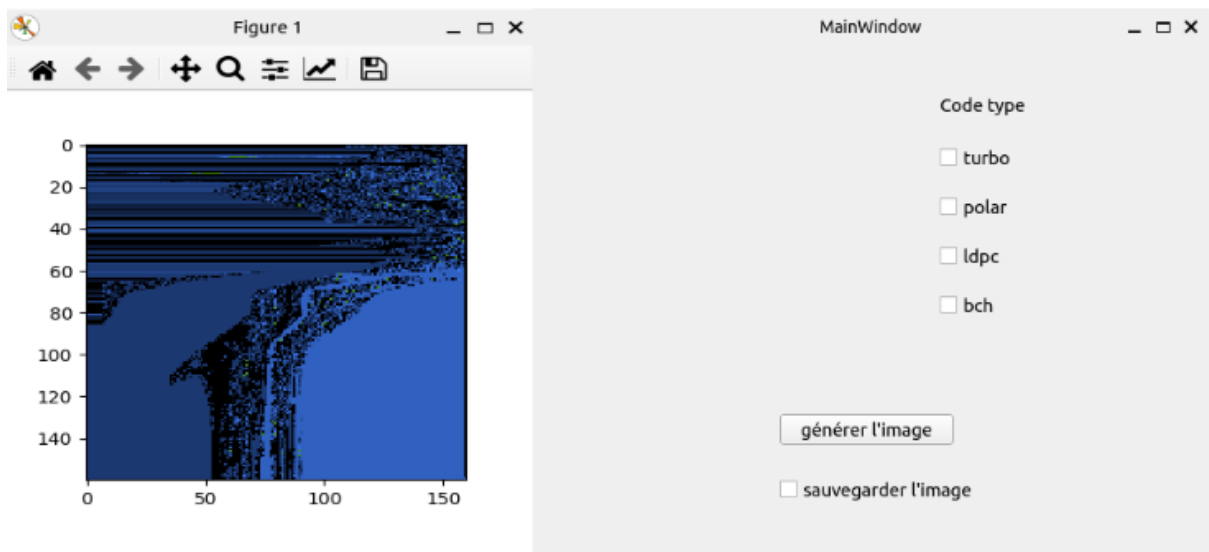 Figure 1
0
20
40
60
80
100
120
140
0 50 100 150
MainWindow
Code type
turbo
polar
ldpc
bch
générer l'image
sauvegarder l'image